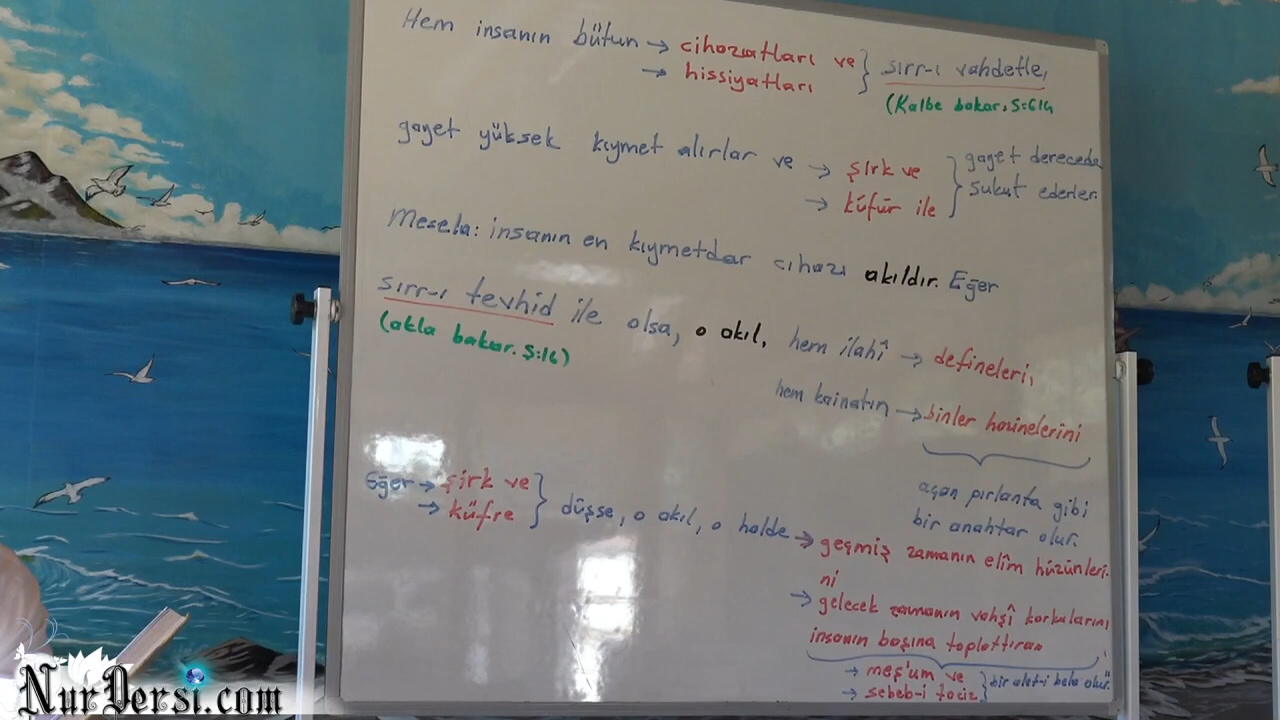 Hem insanın bütün → cihazatları ve } sırr-ı vahdetle,
→ hissiyatları
(Kalbe bakar. S:614
gayet yüksek kıymet alırlar ve → şirk ve } gayet derecede
→ küfür ile sukut ederler.
Mesela: insanın en kıymetdar cihazı akıldır. Eğer
sırr-ı tevhid ile olsa, o akıl, hem ilahî → defineleri,
(akla bakar. Ş:16)
hem kainatın → binler hazinelerini
açan pırlanta gibi
bir anahtar olur.
Eğer → şirk ve } düşse, o akıl, o halde → geçmiş zamanın elîm hüzünleri-
→ küfre
ni
→ gelecek zamanın vahşî korkularını
insanın başına toplattıran
→ meş'um ve } bir alet-i bela olur.
→ sebeb-i taciz
NurDersi.com